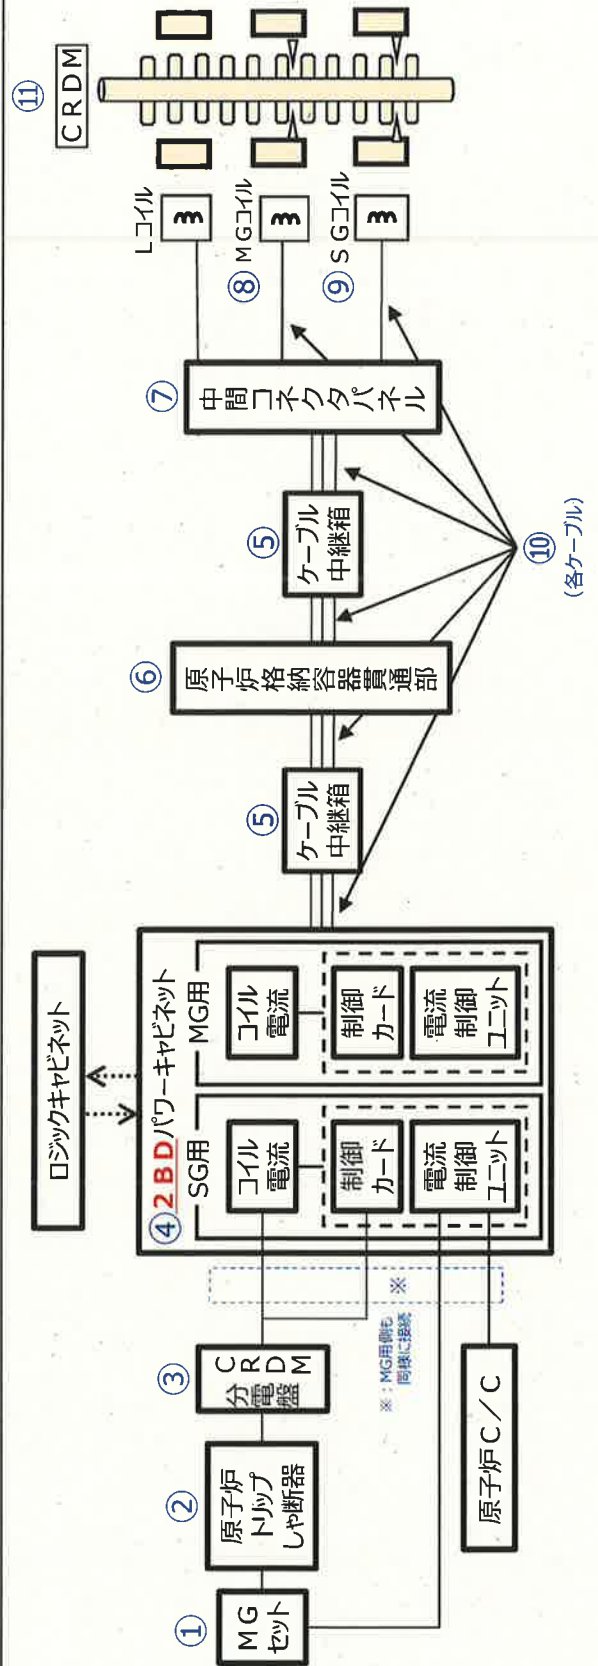 ①
MG
セット
②
原子炉
トリップ
しゃ断器
③
CRDM
分電盤
※
※：MG用側も
同様に接続
原子炉C／C
ロジックキャビネット
④2BDパワーキャビネット
SG用
コイル
電流
制御
カード
電流
制御
ユニット
MG用
コイル
電流
制御
カード
電流
制御
ユニット
⑤
ケーブル
中継箱
⑥
原子炉格納容器貫通部
⑤
ケーブル
中継箱
⑦
中間コネクタパネル
⑩
(各ケーブル)
Lコイル
⑧
MGコイル
⑨
SGコイル
⑪
CRDM